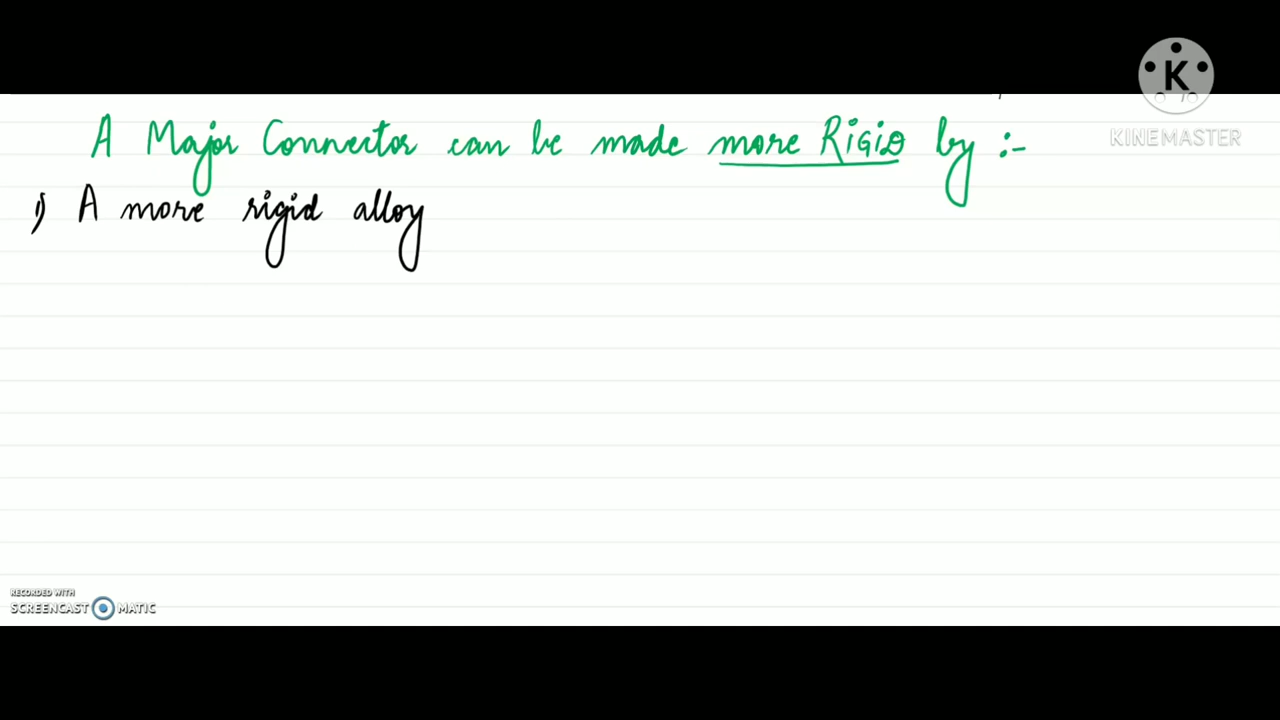 K
KINEMASTER
A Major Connector can be made more RiGiD by :-
1) A more rigid alloy
RECORDED WITH
SCREENCAST MATIC